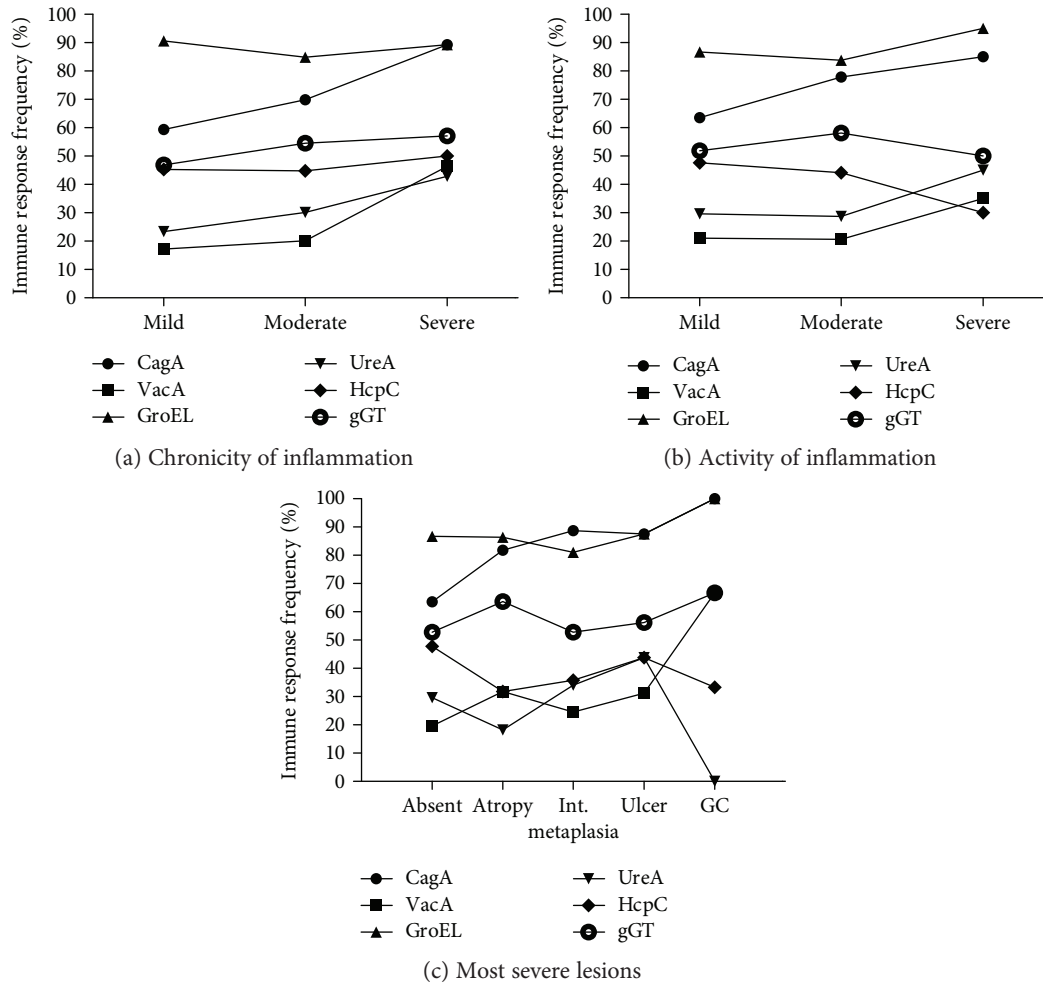 Immune response frequency (%)
100
90
80
70
60
50
40
30
20
10
0
Mild Moderate Severe
CagA UreA
VacA HcpC
GroEL gGT
(a) Chronicity of inflammation
Immune response frequency (%)
100
90
80
70
60
50
40
30
20
10
0
Mild Moderate Severe
CagA UreA
VacA HcpC
GroEL gGT
(b) Activity of inflammation
Immune response frequency (%)
100
90
80
70
60
50
40
30
20
10
0
Absent Atropy Int. Ulcer GC
metaplasia
CagA UreA
VacA HcpC
GroEL gGT
(c) Most severe lesions